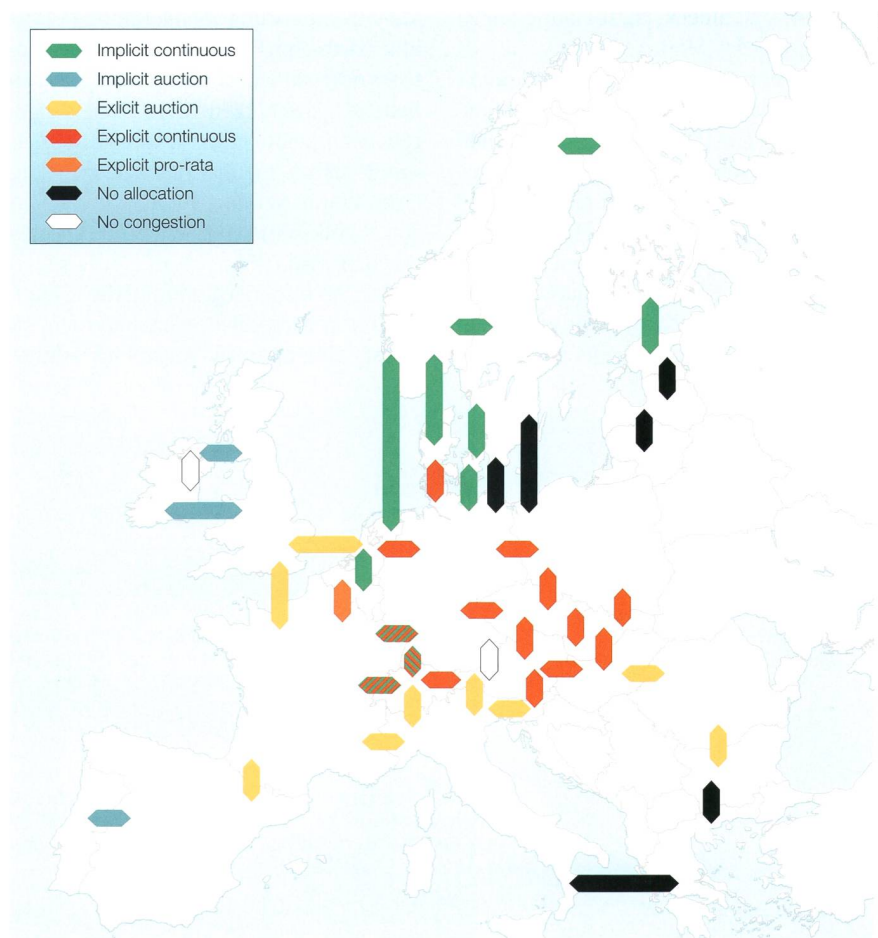 Implicit continuous
Implicit auction
Exlicit auction
Explicit continuous
Explicit pro-rata
No allocation
No congestion